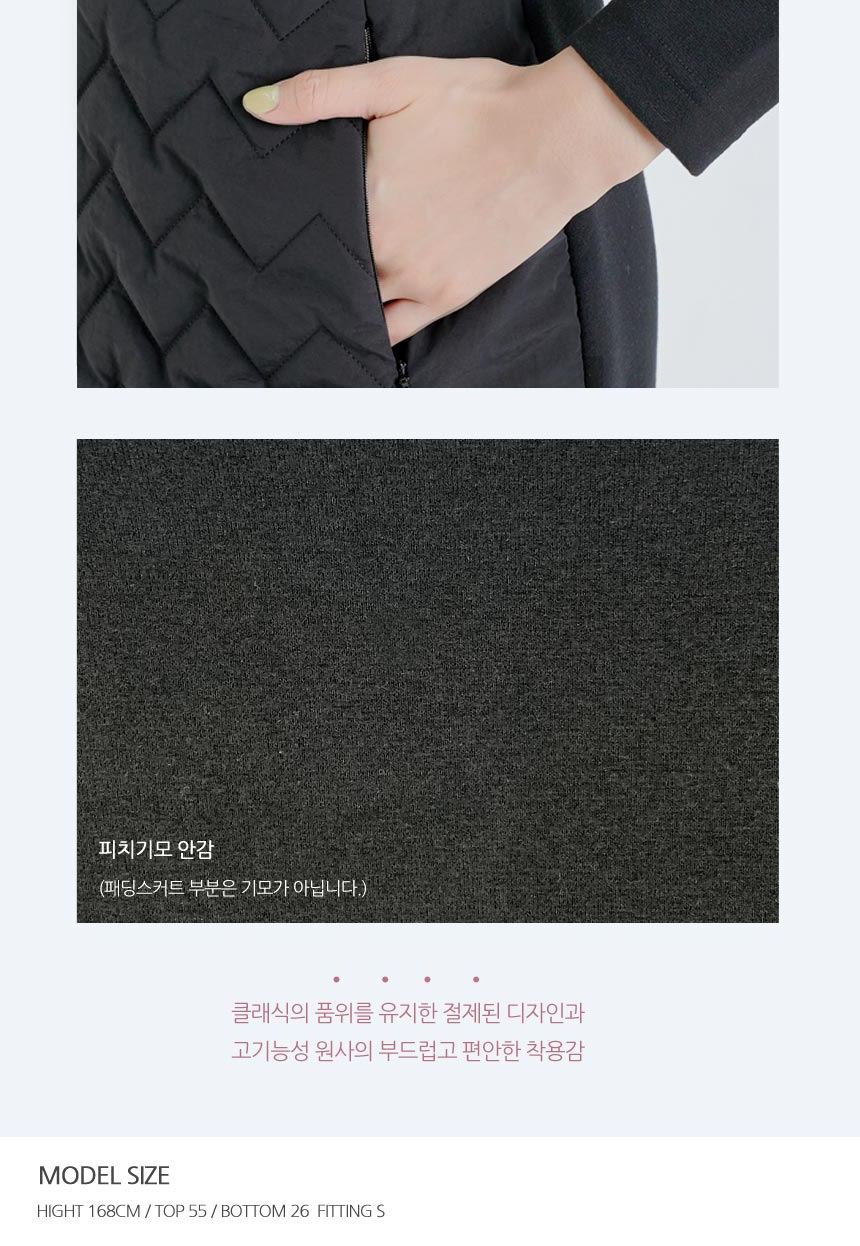 피치기모 안감
(패딩스커트 부분은 기모가 아닙니다.)
클래식의 품위를 유지한 절제된 디자인과
고기능성 원사의 부드럽고 편안한 착용감
MODEL SIZE
HIGHT 168CM / TOP 55 / BOTTOM 26 FITTING S